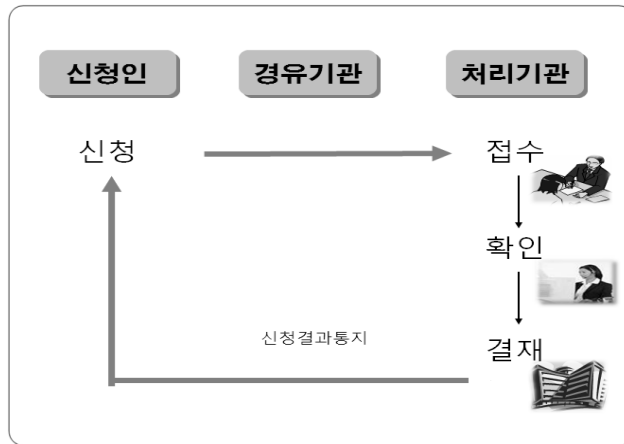 신청인
경유기관
처리기관
신청
접수
확인
신청결과통지
결재